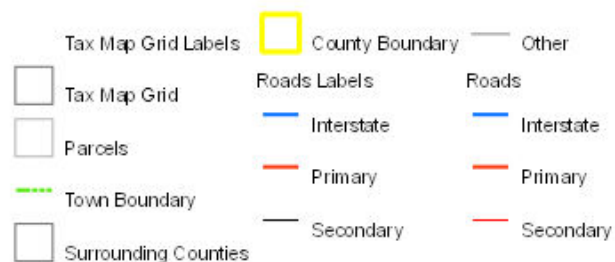 Tax Map Grid Labels
Tax Map Grid
Parcels
Town Boundary
Surrounding Counties
County Boundary
Roads Labels
Interstate
Primary
Secondary
Other
Roads
Interstate
Primary
Secondary